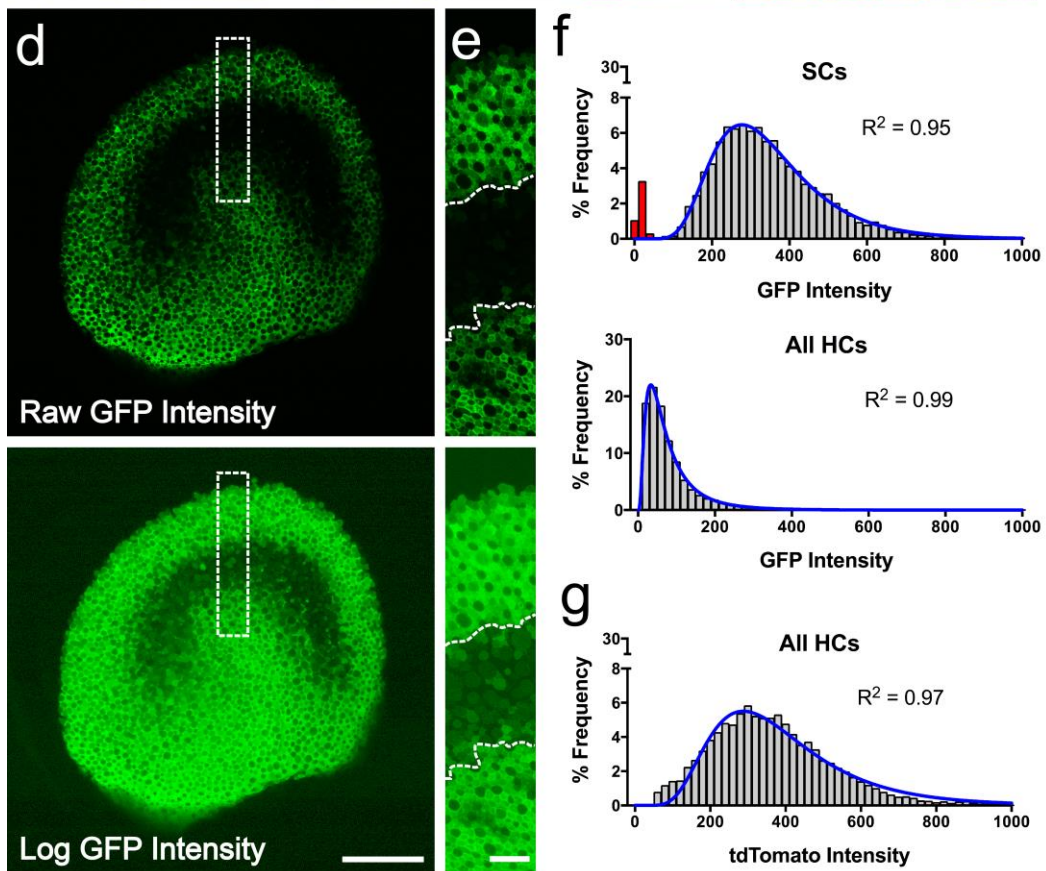 d
Raw GFP Intensity
Log GFP Intensity
e
f
SCs
R² = 0.95
% Frequency
30
8
6
4
2
0
0 200 400 600 800 1000
GFP Intensity
All HCs
R² = 0.99
% Frequency
30
20
10
0
0 200 400 600 800 1000
GFP Intensity
g
All HCs
R² = 0.97
% Frequency
30
8
6
4
2
0
0 200 400 600 800 1000
tdTomato Intensity